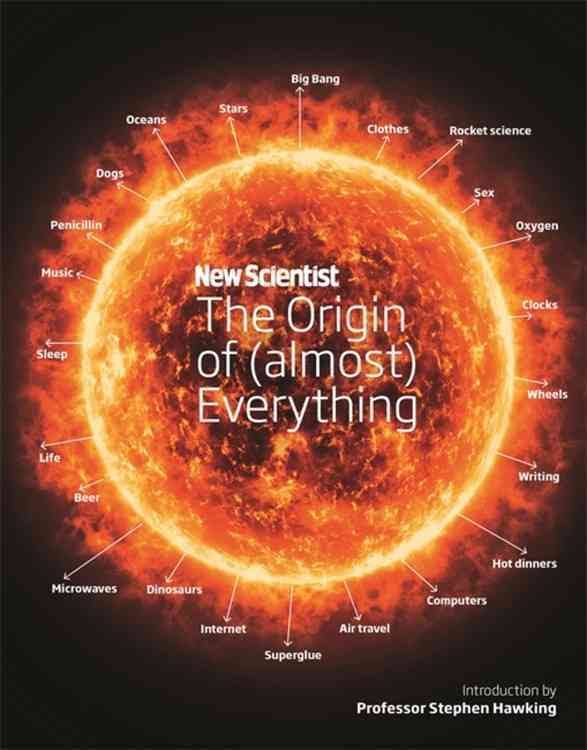 Big Bang
Stars
Clothes
Oceans
Rocket science
Dogs
Sex
Penicillin
Oxygen
Music
New Scientist
The Origin
of (almost)
Everything
Clocks
Sleep
Wheels
Life
Writing
Beer
Hot dinners
Microwaves
Dinosaurs
Computers
Internet
Air travel
Superglue
Introduction by
Professor Stephen Hawking